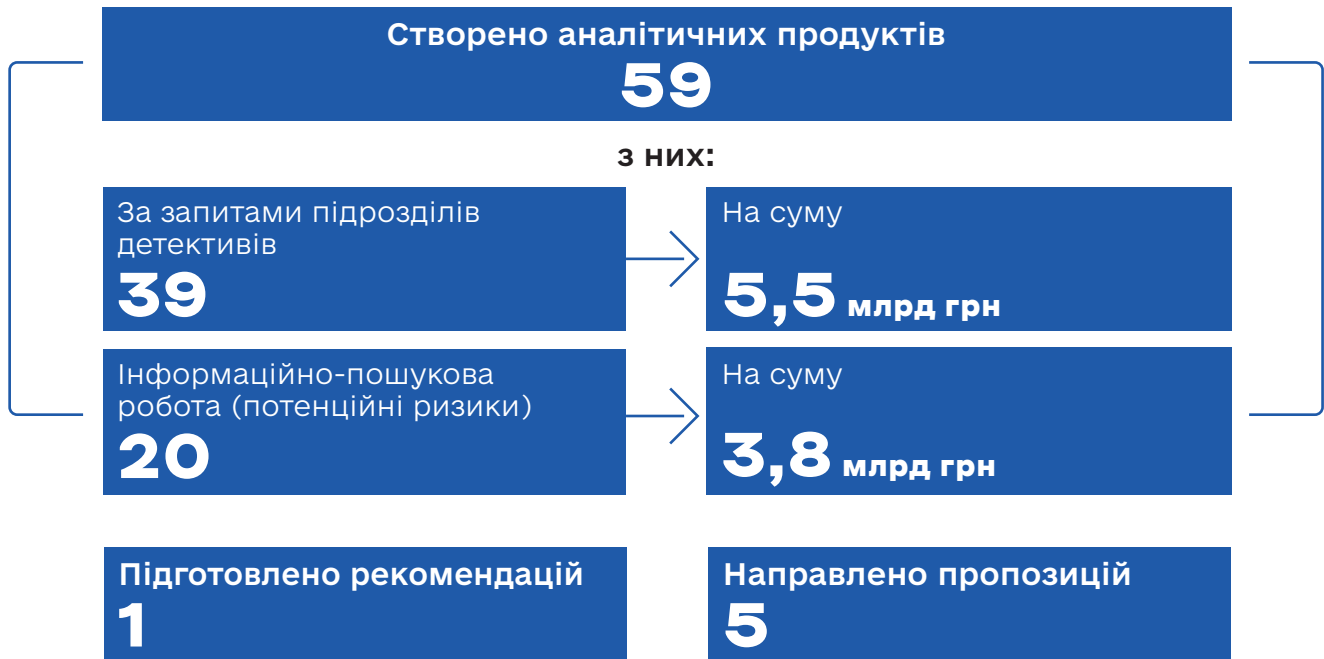 Створено аналітичних продуктів
59
з них:
За запитами підрозділів
детективів
39
На суму
5,5 млрд грн
Інформаційно-пошукова
робота (потенційні ризики)
20
На суму
3,8 млрд грн
Підготовлено рекомендацій
1
Направлено пропозицій
5